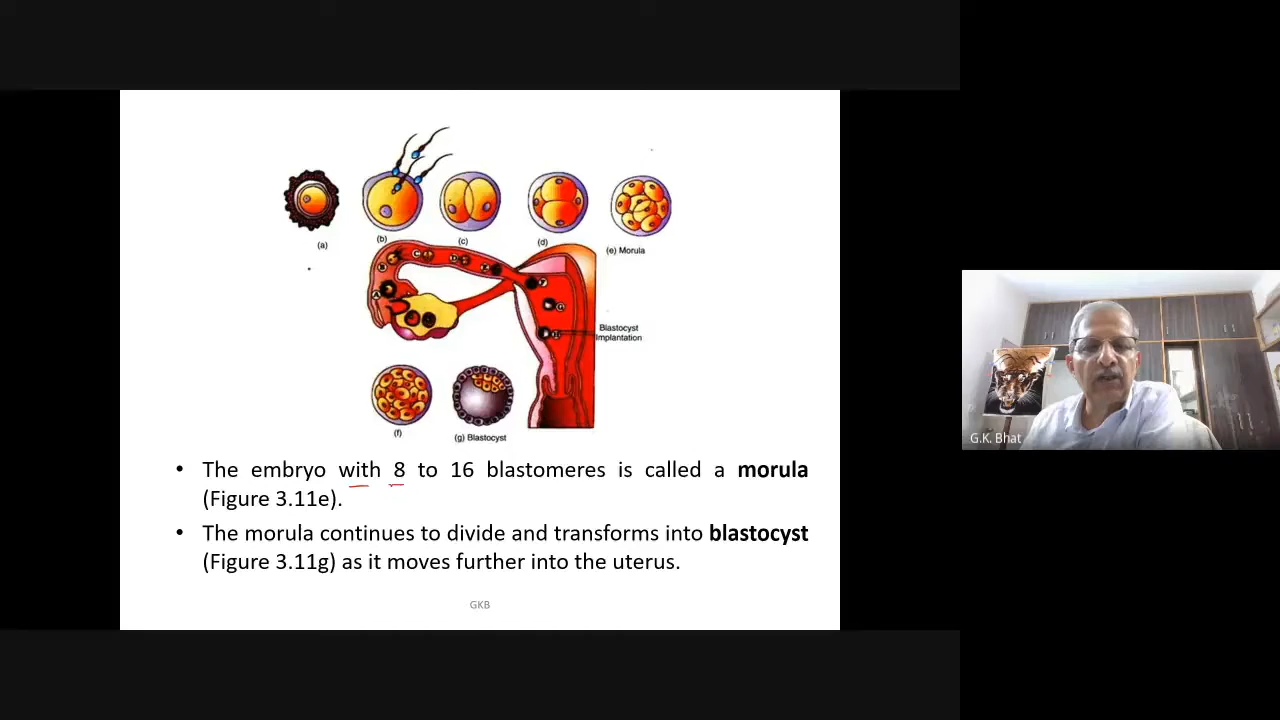 (a)
(b)
(c)
(d)
(e) Morula
Blastocyst
Implantation
(f)
(g) Blastocyst
• The embryo with 8 to 16 blastomeres is called a morula
(Figure 3.11e).
• The morula continues to divide and transforms into blastocyst
(Figure 3.11g) as it moves further into the uterus.
GKB
G.K. Bhat